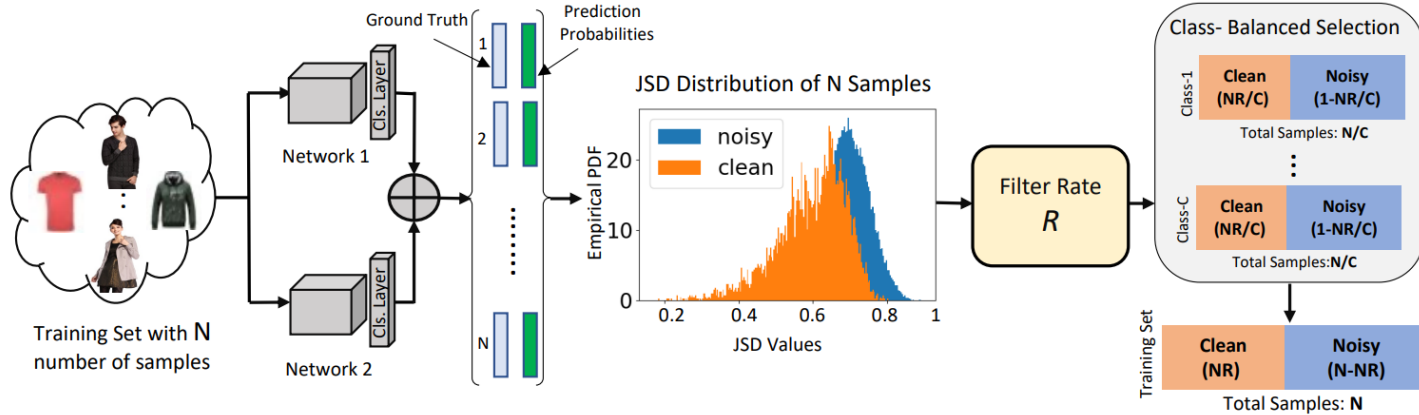 Training Set with N
number of samples
Network 1
Cls. Layer
Network 2
Cls. Layer
Ground Truth
Prediction
Probabilities
1
2
N
JSD Distribution of N Samples
noisy
clean
Empirical PDF
20
10
0
0.2 0.4 0.6 0.8 1
JSD Values
Filter Rate
R
Class- Balanced Selection
Class-1
Clean
(NR/C)
Noisy
(1-NR/C)
Total Samples: N/C
Class-C
Clean
(NR/C)
Noisy
(1-NR/C)
Total Samples:N/C
Training Set
Clean
(NR)
Noisy
(N-NR)
Total Samples: N